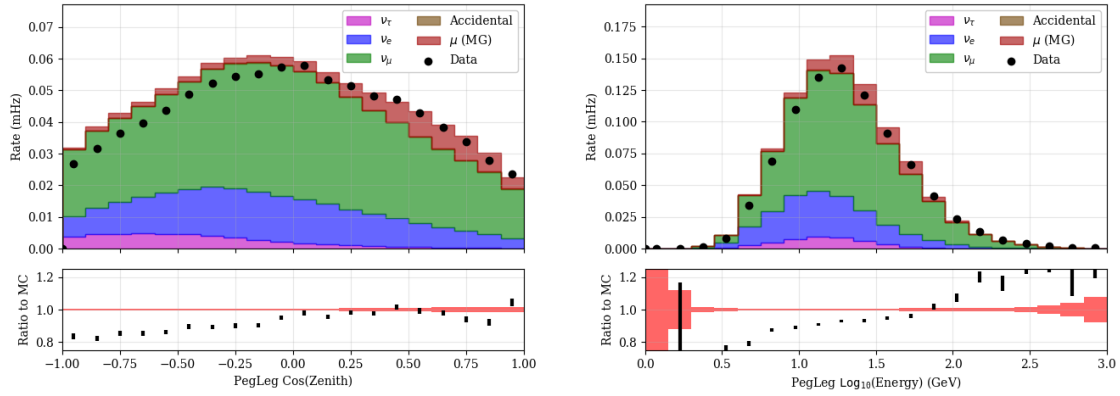 0.07
0.06
0.05
0.04
0.03
0.02
0.01
0.00
Rate (mHz)
ντ
νe
νμ
Accidental
μ (MG)
Data
1.2
1.0
0.8
Ratio to MC
−1.00 −0.75 −0.50 −0.25 0.00 0.25 0.50 0.75 1.00
PegLeg Cos(Zenith)
0.175
0.150
0.125
0.100
0.075
0.050
0.025
0.000
Rate (mHz)
ντ
νe
νμ
Accidental
μ (MG)
Data
1.2
1.0
0.8
Ratio to MC
0.0 0.5 1.0 1.5 2.0 2.5 3.0
PegLeg Log10(Energy) (GeV)